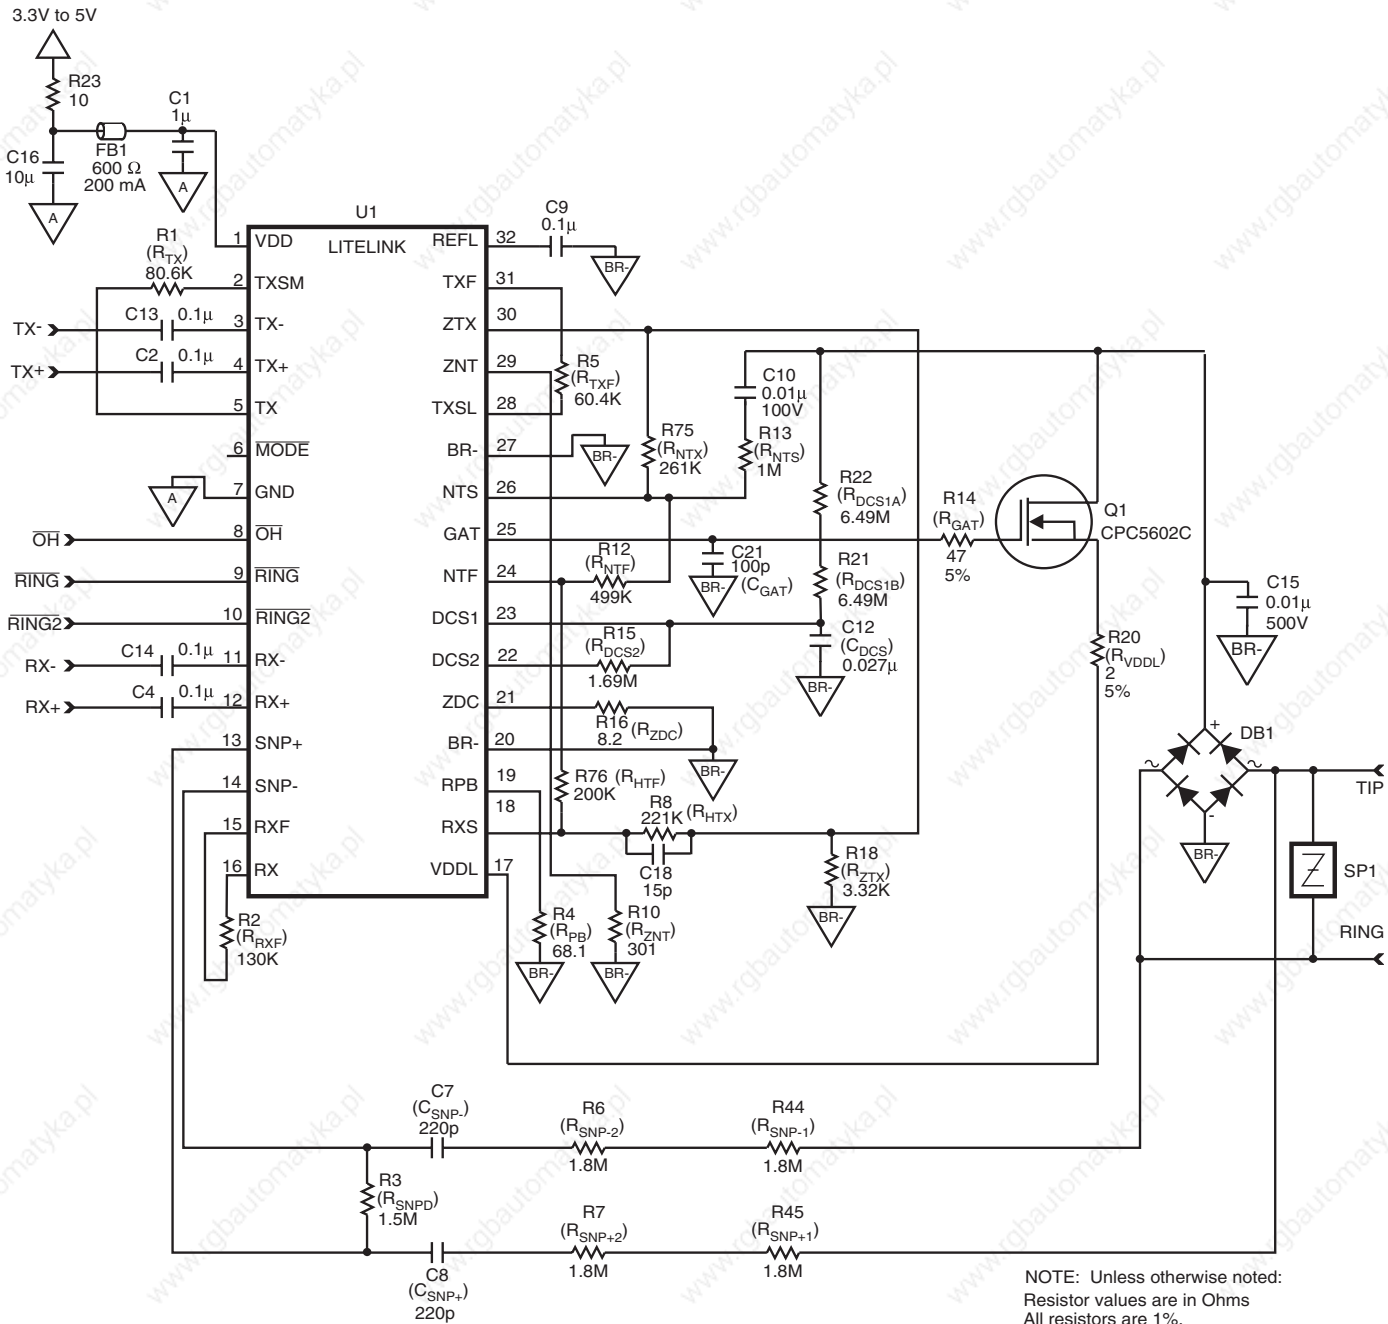 3.3V to 5V
R23
10
C1
1µ
C16
10µ
FB1
600 Ω
200 mA
A
A
U1
LITELINK
R1
(RTX)
80.6K
TX-
C13
0.1µ
TX+
C2
0.1µ
1 VDD
2 TXSM
3 TX-
4 TX+
5 TX
6 MODE
7 GND
A
OH
8 OH
RING
9 RING
RING2
10 RING2
RX-
C14
0.1µ
11 RX-
RX+
C4
0.1µ
12 RX+
13 SNP+
14 SNP-
15 RXF
16 RX
R2
(RRXF)
130K
REFL 32
TXF 31
ZTX 30
ZNT 29
TXSL 28
BR- 27
NTS 26
GAT 25
NTF 24
DCS1 23
DCS2 22
ZDC 21
BR- 20
RPB 19
RXS 18
VDDL 17
C9
0.1µ
BR-
R5
(RTXF)
60.4K
BR-
R75
(RNTX)
261K
C10
0.01µ
100V
R13
(RNTS)
1M
R22
(RDCS1A)
6.49M
R14
(RGAT)
47
5%
Q1
CPC5602C
R12
(RNTF)
499K
C21
100p
(CGAT)
BR-
R21
(RDCS1B)
6.49M
C15
0.01µ
500V
BR-
R15
(RDCS2)
1.69M
C12
(CDCS)
0.027µ
BR-
R20
(RVDDL)
2
5%
R16 (RZDC)
8.2
BR-
R76 (RHTF)
200K
R8 (RHTX)
221K
C18
15p
R18
(RZTX)
3.32K
BR-
R4
(RPB)
68.1
BR-
R10
(RZNT)
301
BR-
+
DB1
~
~
-
BR-
TIP
SP1
RING
C7
(CSNP-)
220p
R6
(RSNP-2)
1.8M
R44
(RSNP-1)
1.8M
R3
(RSNPD)
1.5M
C8
(CSNP+)
220p
R7
(RSNP+2)
1.8M
R45
(RSNP+1)
1.8M
NOTE: Unless otherwise noted:
Resistor values are in Ohms
All resistors are 1%.
www.rgbautomatyka.pl